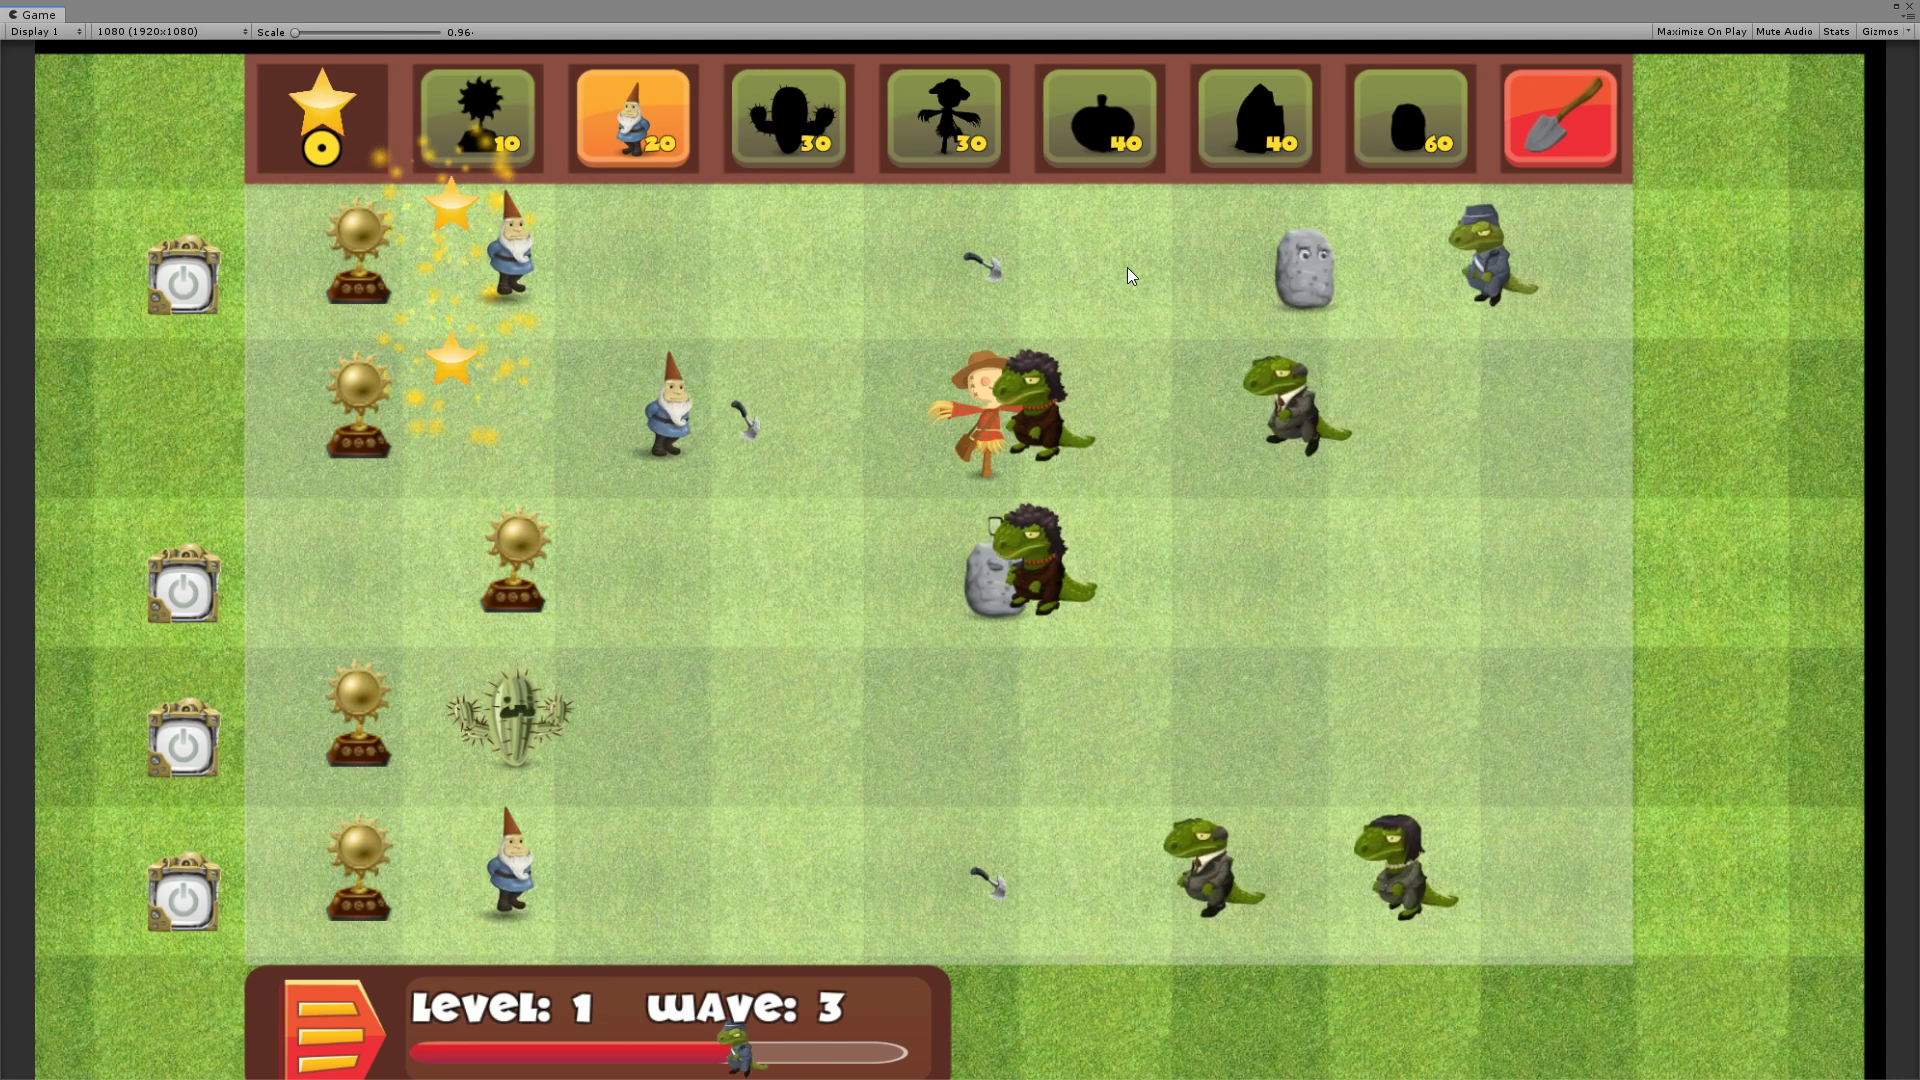 Game
Display 1 1080 (1920x1080) Scale 0.96 Maximize On Play Mute Audio Stats Gizmos
10 20 30 30 40 40 60
LEVEL: 1 WAVE: 3